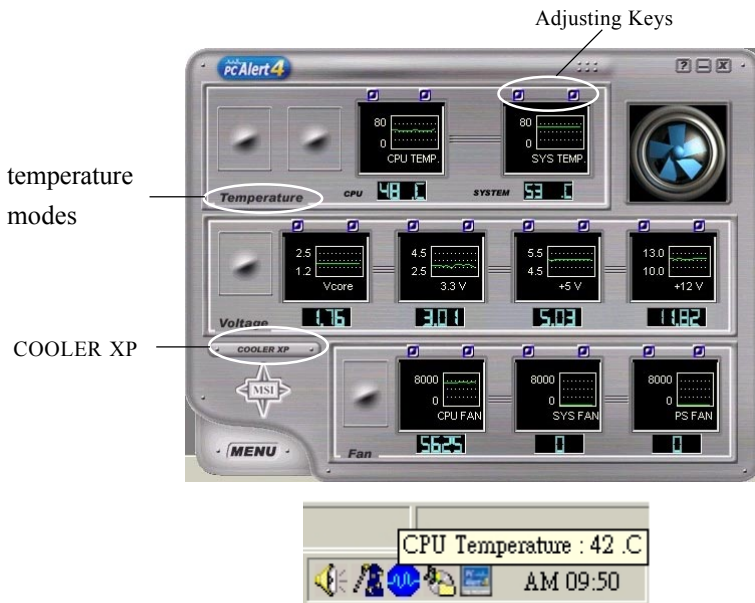 Adjusting Keys
PC Alert 4
? X
80 80
0 0
CPU TEMP. SYS TEMP.
temperature
modes
Temperature CPU 48 .C SYSTEM 53 .C
2.5 4.5 5.5 13.0
1.2 2.5 4.5 10.0
Vcore 3.3 V +5 V +12 V
Voltage 1.76 3.01 5.03 11.82
COOLER XP
COOLER XP
8000 8000 8000
0 0 0
MSI
CPU FAN SYS FAN PS FAN
MENU
Fan 5625 0 0
CPU Temperature : 42 .C
AM 09:50